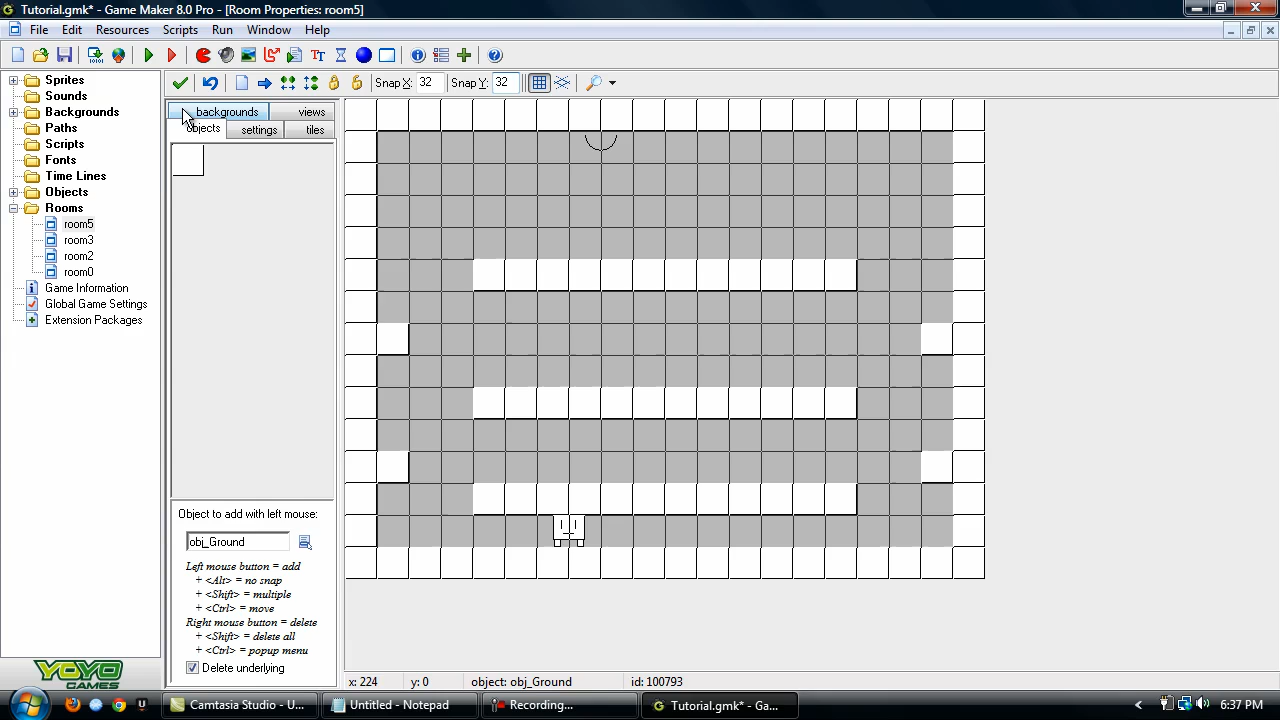 Tutorial.gmk* - Game Maker 8.0 Pro - [Room Properties: room5]
File Edit Resources Scripts Run Window Help
Snap X: 32 Snap Y: 32
Sprites
Sounds
Backgrounds
Paths
Scripts
Fonts
Time Lines
Objects
Rooms
room5
room3
room2
room0
Game Information
Global Game Settings
Extension Packages
backgrounds views
objects settings tiles
Object to add with left mouse:
obj_Ground
Left mouse button = add
+ <Alt> = no snap
+ <Shift> = multiple
+ <Ctrl> = move
Right mouse button = delete
+ <Shift> = delete all
+ <Ctrl> = popup menu
Delete underlying
YOYO
GAMES
x: 224 y: 0 object: obj_Ground id: 100793
Camtasia Studio - U... Untitled - Notepad Recording... Tutorial.gmk* - Ga... 6:37 PM